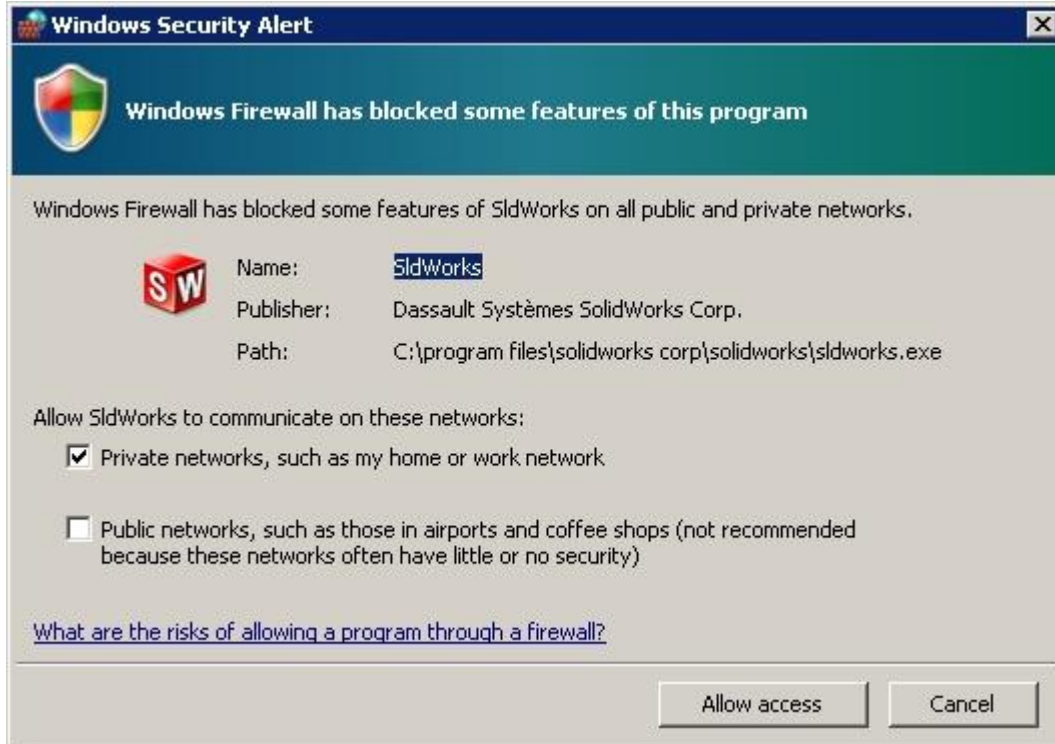 Windows Security Alert
Windows Firewall has blocked some features of this program
Windows Firewall has blocked some features of SldWorks on all public and private networks.
SW
Name: SldWorks
Publisher: Dassault Systèmes SolidWorks Corp.
Path: C:\program files\solidworks corp\solidworks\sldworks.exe
Allow SldWorks to communicate on these networks:
Private networks, such as my home or work network
Public networks, such as those in airports and coffee shops (not recommended
because these networks often have little or no security)
What are the risks of allowing a program through a firewall?
Allow access Cancel